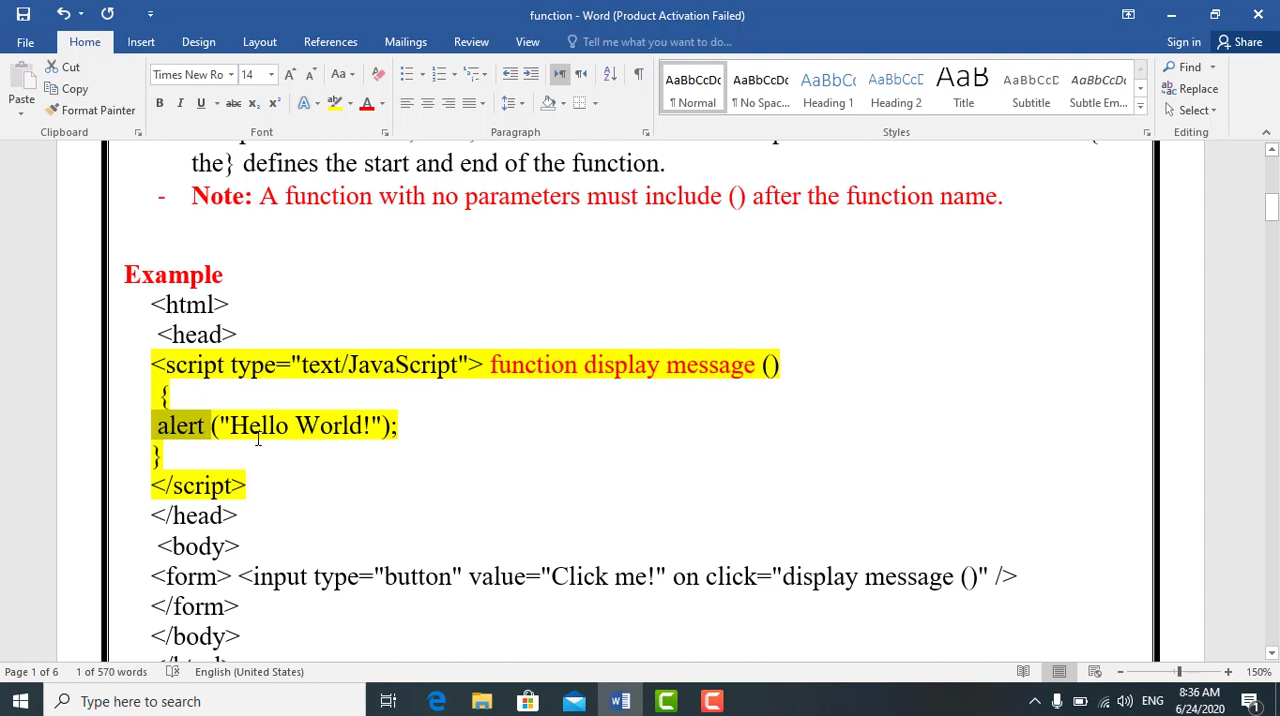 function - Word (Product Activation Failed)
File Home Insert Design Layout References Mailings Review View Tell me what you want to do... Sign in Share
Cut
Copy
Format Painter
Paste
Times New Ro 14
Aa
B I U abc x₂ x² A A
AaBbCcDc AaBbCcDc AaBbC AaBbCcD AaB AaBbCcD AaBbCcDc
¶ Normal ¶ No Spac... Heading 1 Heading 2 Title Subtitle Subtle Em...
Find
Replace
Select
Clipboard Font Paragraph Styles Editing
the} defines the start and end of the function.
- Note: A function with no parameters must include () after the function name.
Example
<html>
<head>
<script type="text/JavaScript"> function display message ()
{
alert ("Hello World!");
}
</script>
</head>
<body>
<form> <input type="button" value="Click me!" on click="display message ()" />
</form>
</body>
Page 1 of 6 1 of 570 words English (United States) 150%
Type here to search
ENG
8:36 AM
6/24/2020